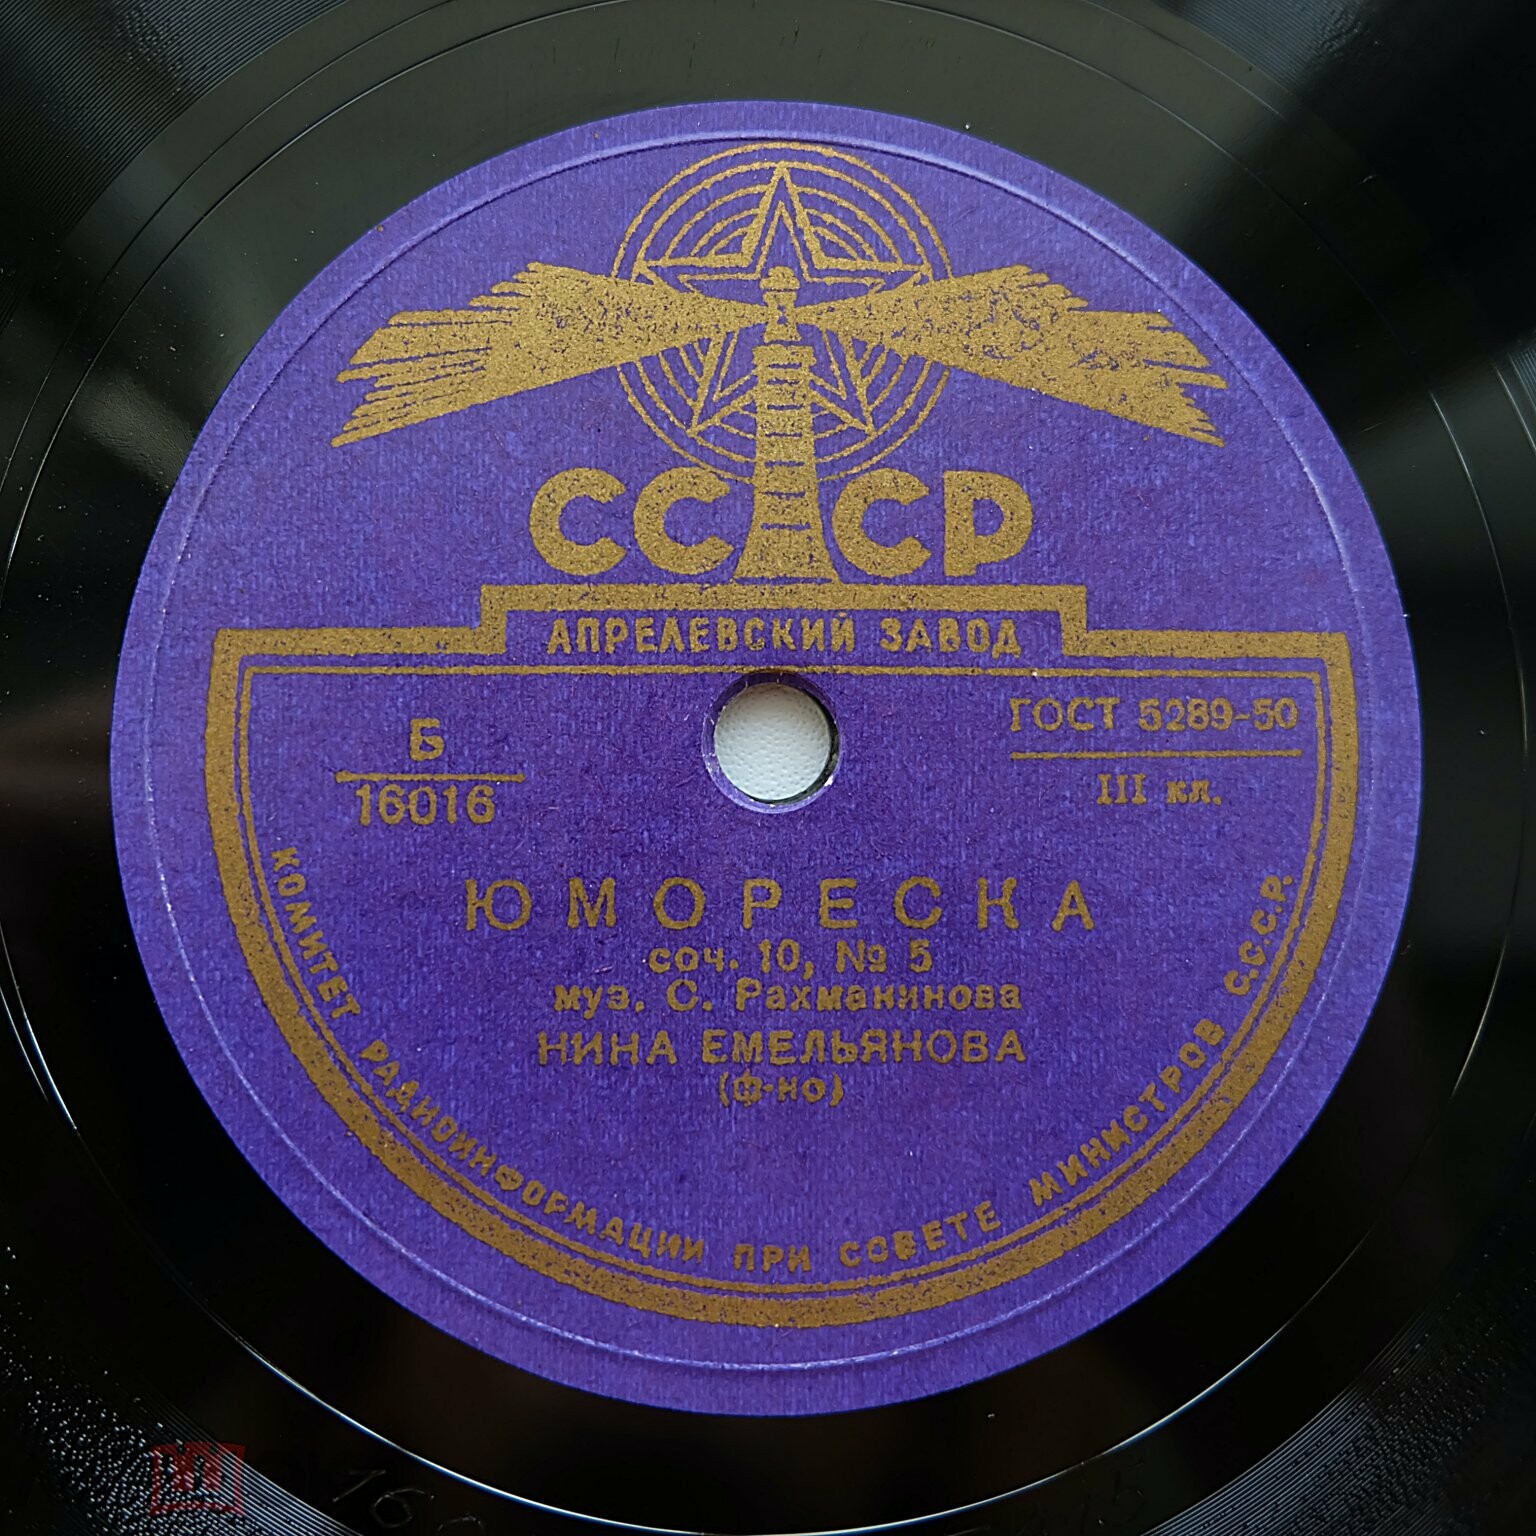 СССР
АПРЕЛЕВСКИЙ ЗАВОД
Б
16016
ГОСТ 5289-50
III кл.
ЮМОРЕСКА
соч. 10, № 5
муз. С. Рахманинова
НИНА ЕМЕЛЬЯНОВА
(ф-но)
КОМИТЕТ РАДИОИНФОРМАЦИИ ПРИ СОВЕТЕ МИНИСТРОВ С.С.С.Р.